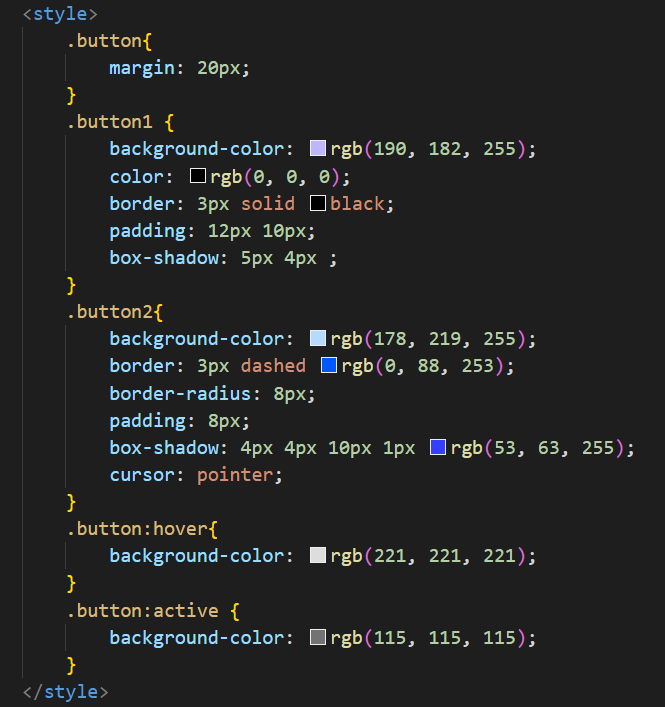 <style>
.button{
margin: 20px;
}
.button1 {
background-color: rgb(190, 182, 255);
color: rgb(0, 0, 0);
border: 3px solid black;
padding: 12px 10px;
box-shadow: 5px 4px ;
}
.button2{
background-color: rgb(178, 219, 255);
border: 3px dashed rgb(0, 88, 253);
border-radius: 8px;
padding: 8px;
box-shadow: 4px 4px 10px 1px rgb(53, 63, 255);
cursor: pointer;
}
.button:hover{
background-color: rgb(221, 221, 221);
}
.button:active {
background-color: rgb(115, 115, 115);
}
</style>